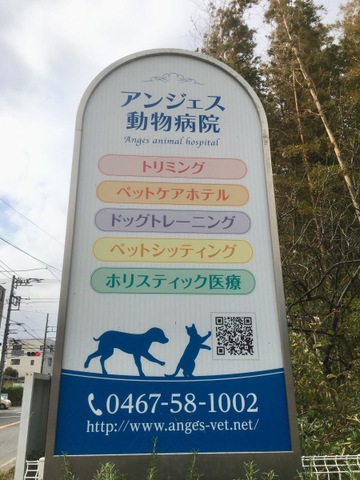 アンジェス
動物病院
Anges animal hospital
トリミング
ペットケアホテル
ドッグトレーニング
ペットシッティング
ホリスティック医療
0467-58-1002
http://www.anges-vet.net/